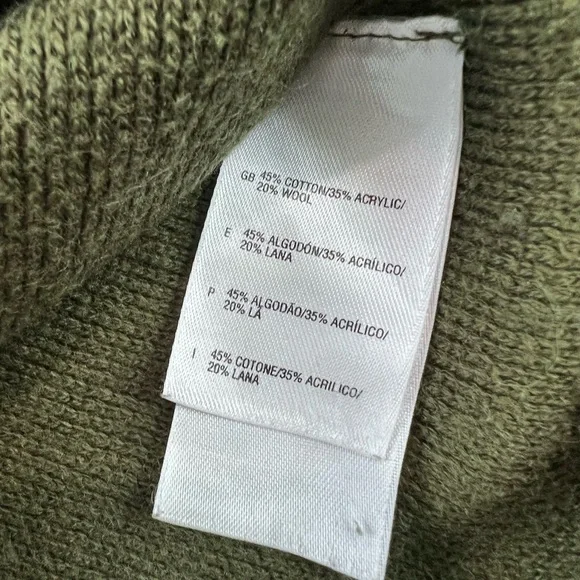 GB 45% COTTON/35% ACRYLIC/
20% WOOL
E 45% ALGODÓN/35% ACRÍLICO/
20% LANA
P 45% ALGODÃO/35% ACRÍLICO/
20% LÃ
I 45% COTONE/35% ACRILICO/
20% LANA